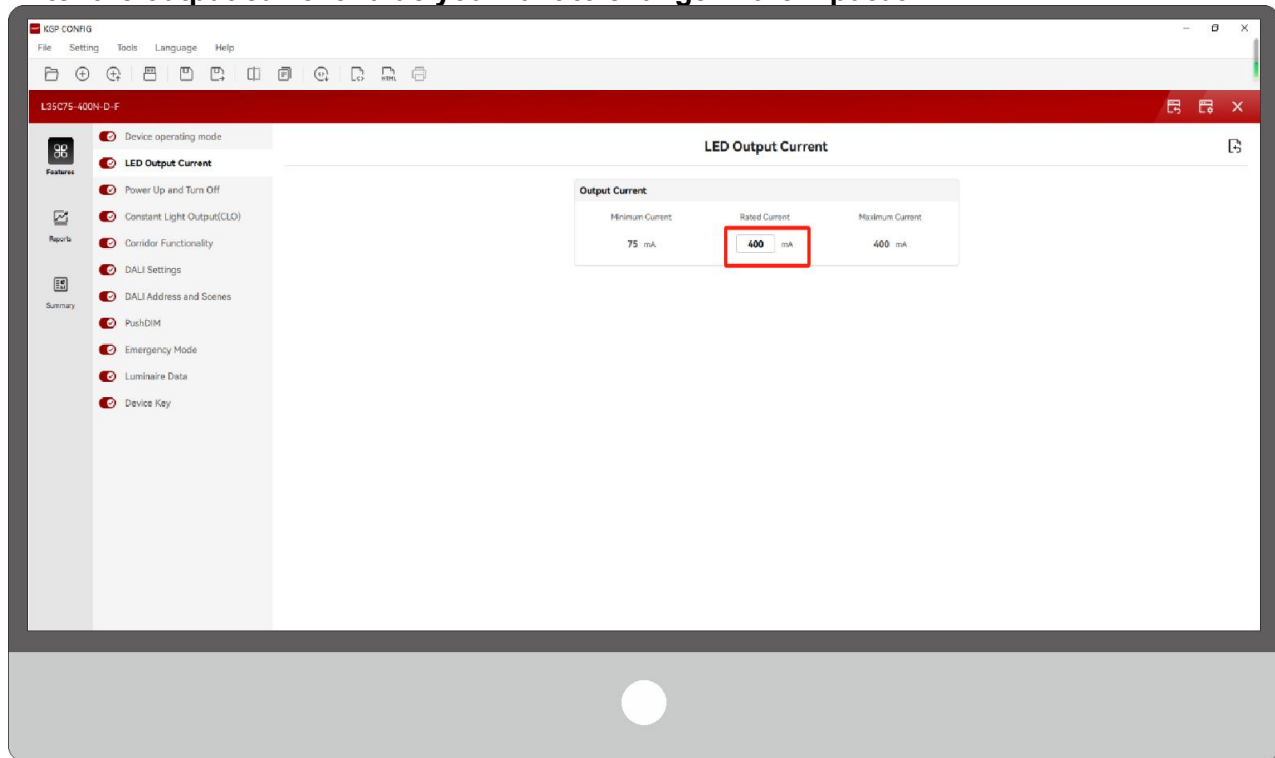 KGP CONFIG
File Setting Tools Language Help
L35C75-400N-D-F
Features
Reports
Summary
Device operating mode
LED Output Current
Power Up and Turn Off
Constant Light Output(CLO)
Corridor Functionality
DALI Settings
DALI Address and Scenes
PushDIM
Emergency Mode
Luminaire Data
Device Key
LED Output Current
Output Current
Minimum Current Rated Current Maximum Current
75 mA 400 mA 400 mA